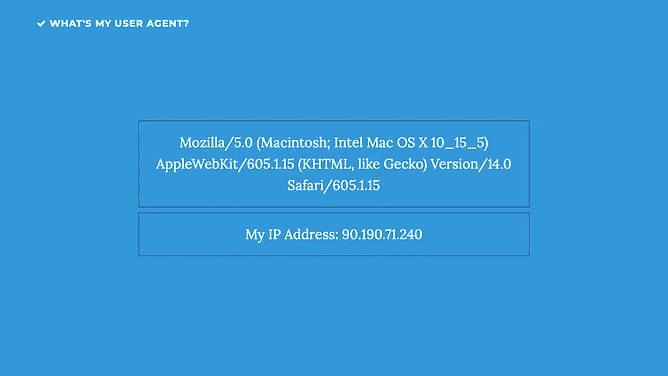 ✔ WHAT'S MY USER AGENT?
Mozilla/5.0 (Macintosh; Intel Mac OS X 10_15_5)
AppleWebKit/605.1.15 (KHTML, like Gecko) Version/14.0
Safari/605.1.15
My IP Address: 90.190.71.240